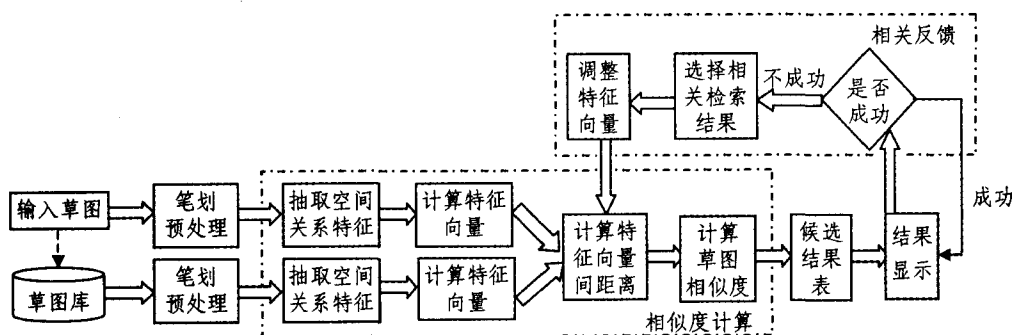 相关反馈
调整
特征
向量
选择相
关检索
结果
不成功
是否
成功
成功
输入草图
笔划
预处理
抽取空间
关系特征
计算特征
向量
计算特
征向量
间距离
计算
草图
相似度
候选
结果
表
结果
显示
草图库
笔划
预处理
抽取空间
关系特征
计算特征
向量
相似度计算